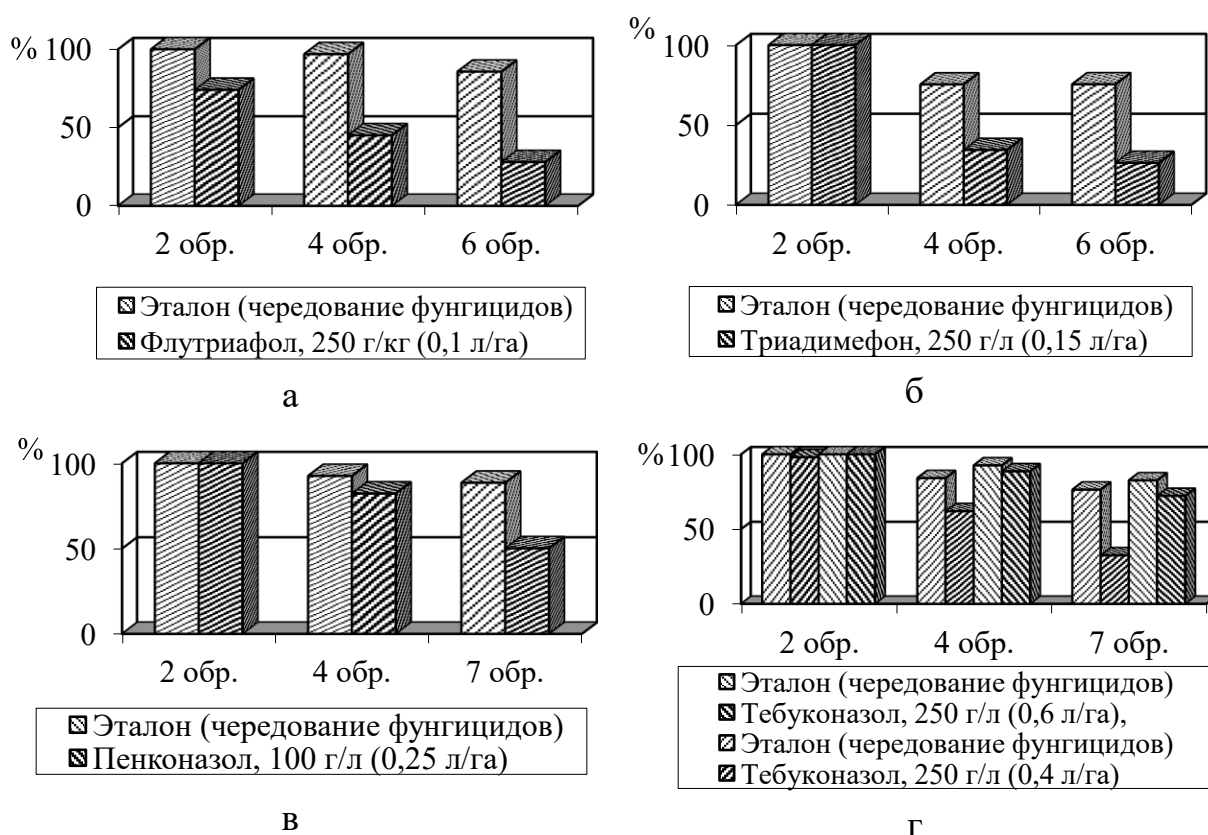 % 100
50
0
2 обр. 4 обр. 6 обр.
Эталон (чередование фунгицидов)
Флутриафол, 250 г/кг (0,1 л/га)
а
% 100
50
0
2 обр. 4 обр. 6 обр.
Эталон (чередование фунгицидов)
Триадимефон, 250 г/л (0,15 л/га)
б
% 100
50
0
2 обр. 4 обр. 7 обр.
Эталон (чередование фунгицидов)
Пенконазол, 100 г/л (0,25 л/га)
в
% 100
50
0
2 обр. 4 обр. 7 обр.
Эталон (чередование фунгицидов)
Тебуконазол, 250 г/л (0,6 л/га),
Эталон (чередование фунгицидов)
Тебуконазол, 250 г/л (0,4 л/га)
г